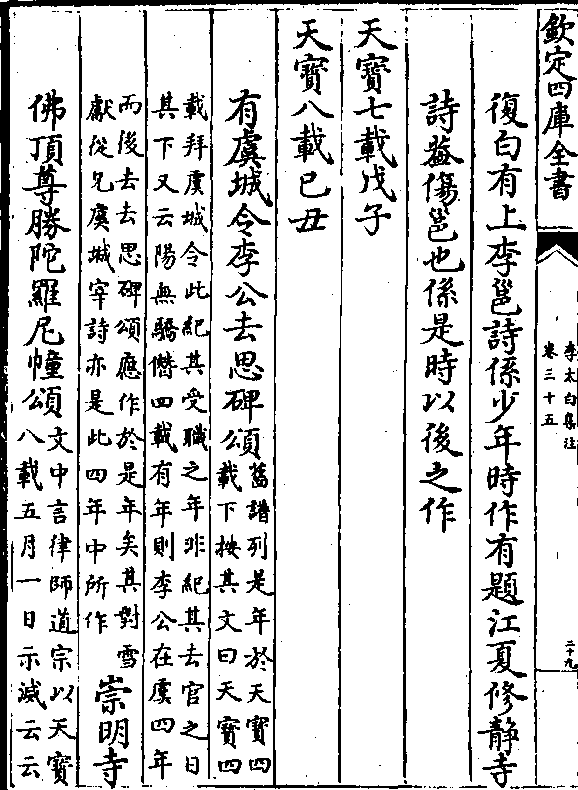 欽定四庫全書
李太白集注
卷三十五
二十九
復白有上李邕詩係少年時作有題江夏修靜寺
詩益傷邕也係是時以後之作
天寶七載戊子
天寶八載己丑
有虞城令李公去思碑頌舊譜列是年於天寶四
載下按其文曰天寶四
載拜虞城令此紀其受職之年非紀其去官之日
其下又云陽無驕僭四載有年則李公在虞四年
而後去去思碑頌應作於是年矣其對雪
獻從兄虞城宰詩亦是此四年中所作
崇明寺
佛頂尊勝陀羅尼幢頌文中言律師道宗以天寶
八載五月一日示滅云云